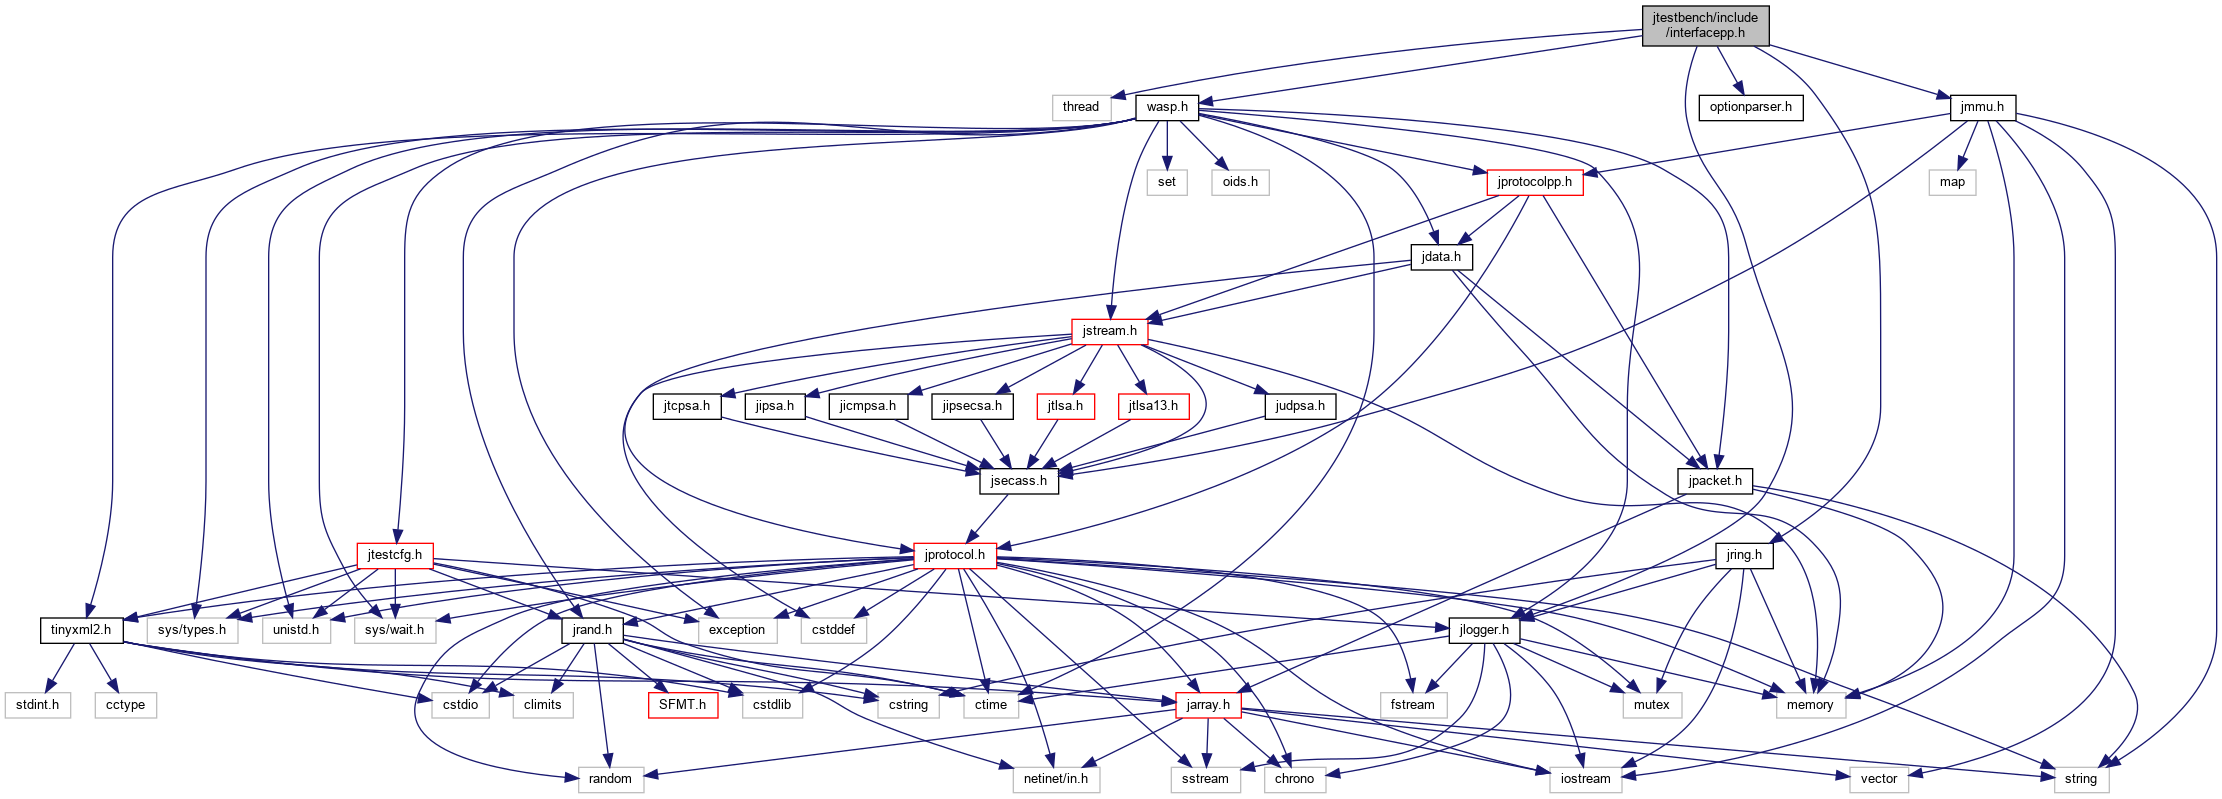 jtestbench/include
/interfacepp.h
thread
wasp.h
optionparser.h
jmmu.h
set
oids.h
jprotocolpp.h
map
jdata.h
jstream.h
jtcpsa.h
jipsa.h
jicmpsa.h
jipsecsa.h
jtlsa.h
jtlsa13.h
judpsa.h
jsecass.h
jpacket.h
jtestcfg.h
jprotocol.h
jring.h
tinyxml2.h
sys/types.h
unistd.h
sys/wait.h
jrand.h
exception
cstddef
jlogger.h
stdint.h
cctype
cstdio
climits
SFMT.h
cstdlib
cstring
ctime
jarray.h
fstream
mutex
memory
random
netinet/in.h
sstream
chrono
iostream
vector
string